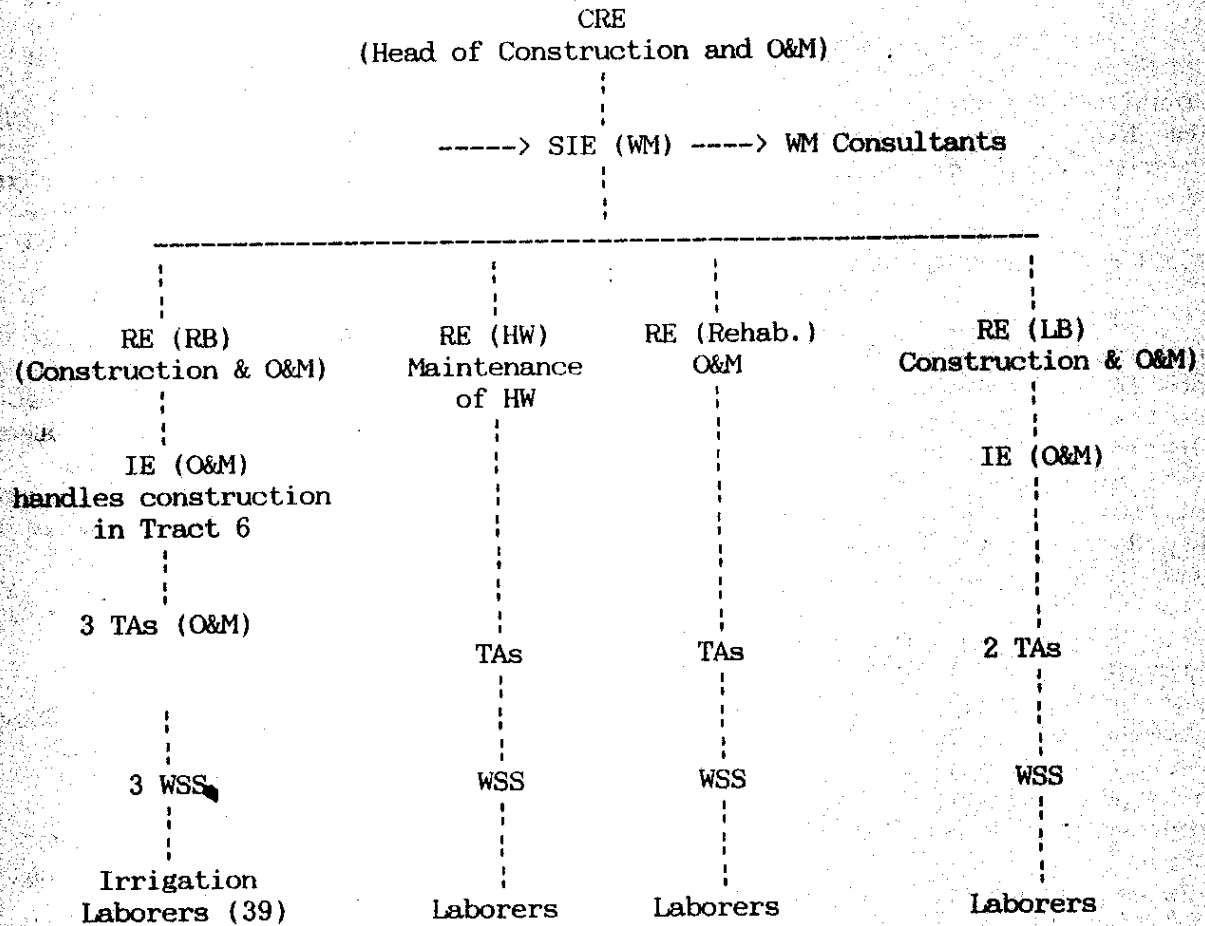 CRE
(Head of Construction and O&M)
-----> SIE (WM) ----> WM Consultants
RE (RB)
(Construction & O&M)
RE (HW)
Maintenance
of HW
RE (Rehab.)
O&M
RE (LB)
Construction & O&M)
IE (O&M)
handles construction
in Tract 6
IE (O&M)
3 TAs (O&M)
TAs
TAs
2 TAs
3 WSS
WSS
WSS
WSS
Irrigation
Laborers (39)
Laborers
Laborers
Laborers